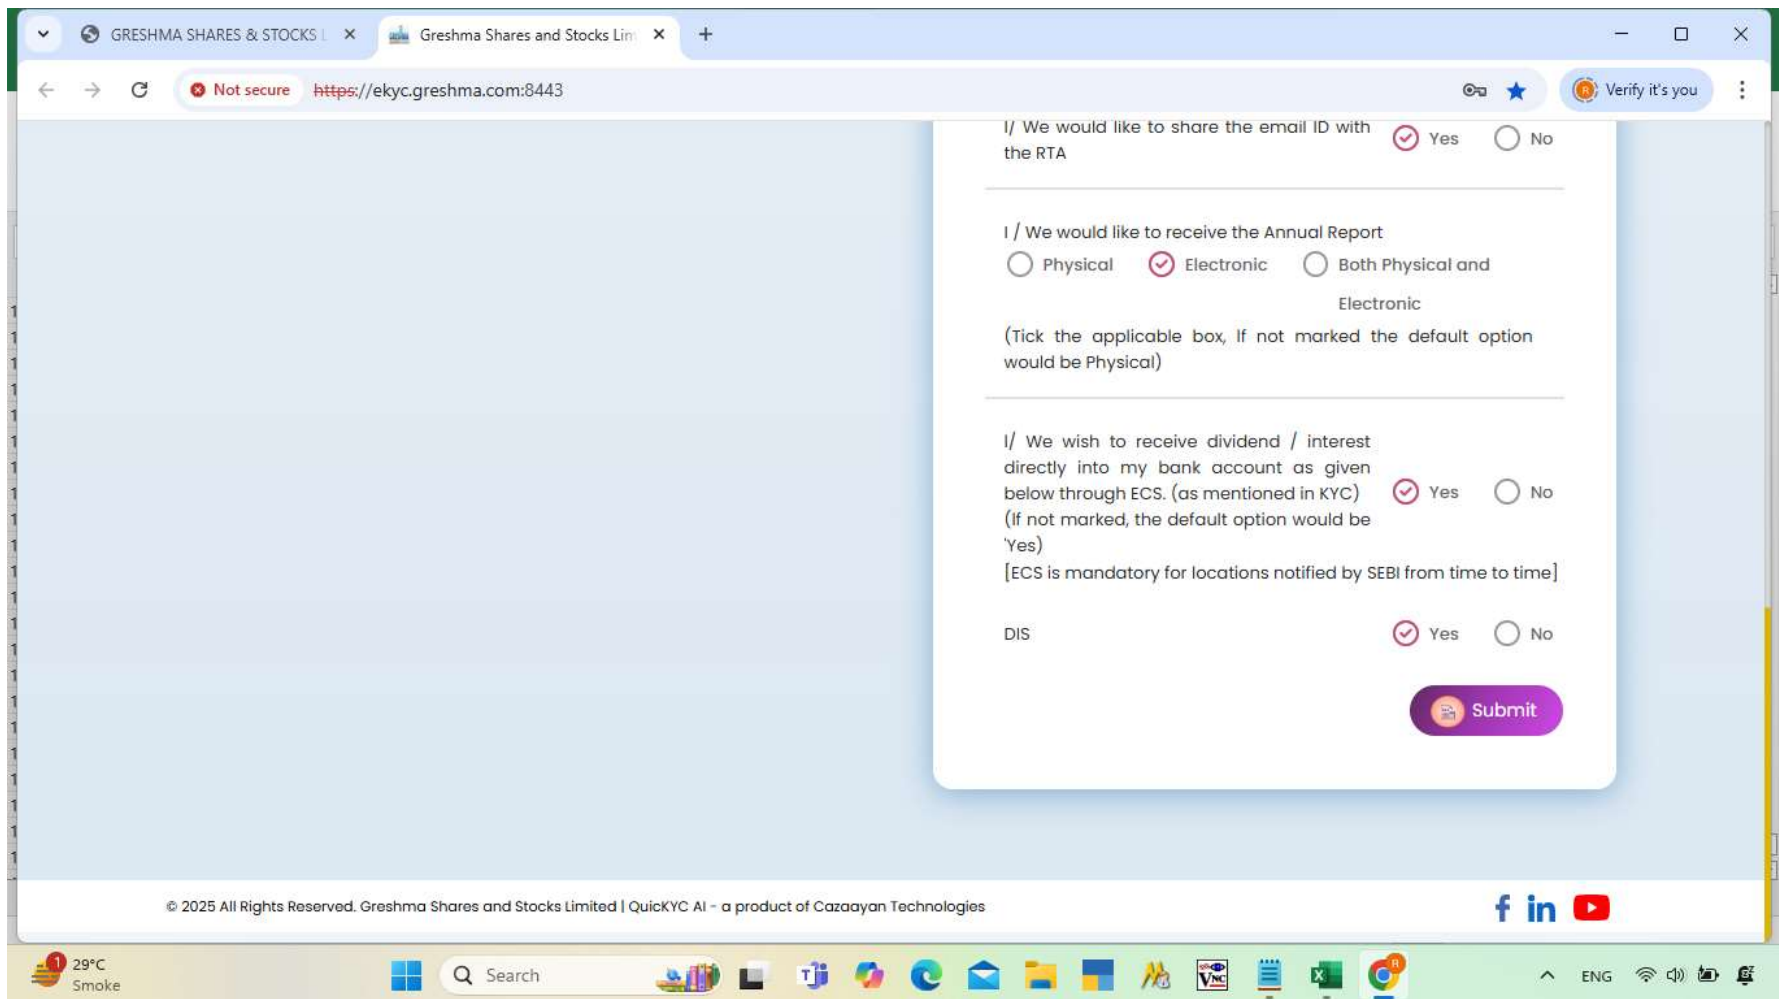 GRESHMA SHARES & STOCKS L
Greshma Shares and Stocks Lim
Not secure
https://ekyc.greshma.com:8443
Verify it's you
I/ We would like to share the email ID with
the RTA
Yes
No
I / We would like to receive the Annual Report
Physical
Electronic
Both Physical and
Electronic
(Tick the applicable box, If not marked the default option
would be Physical)
I/ We wish to receive dividend / interest
directly into my bank account as given
below through ECS. (as mentioned in KYC)
(If not marked, the default option would be
'Yes)
Yes
No
[ECS is mandatory for locations notified by SEBI from time to time]
DIS
Yes
No
Submit
© 2025 All Rights Reserved. Greshma Shares and Stocks Limited | QuicKYC AI - a product of Cazaayan Technologies
f in
1
29°C
Smoke
Search
VNC
R
ENG